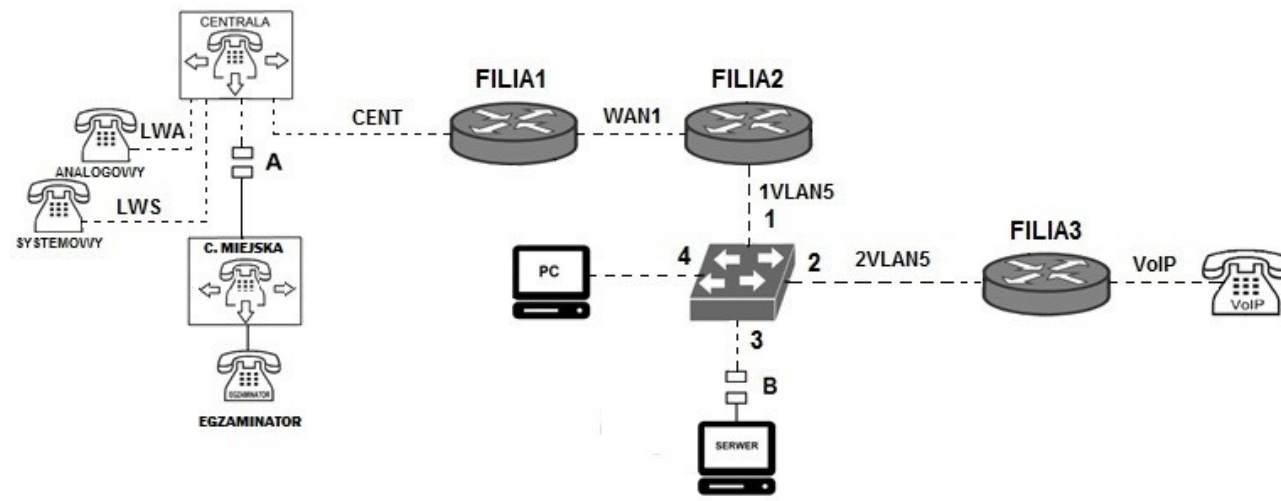 CENTRALA
FILIA1
FILIA2
LWA
CENT
WAN1
A
ANALOGOWY
LWS
1VLAN5
SYSTEMOWY
1
FILIA3
C. MIEJSKA
4
PC
2
2VLAN5
VoIP
VoIP
3
B
EGZAMINATOR
EGZAMINATOR
SERWER